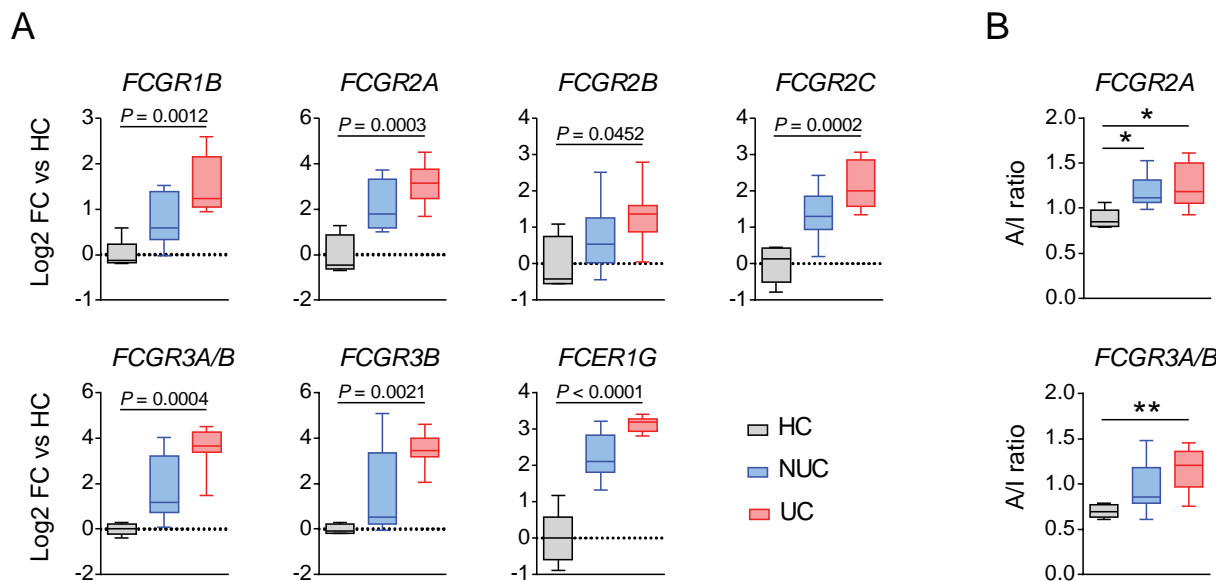 A
B
FCGR1B
FCGR2A
FCGR2B
FCGR2C
FCGR2A
Log2 FC vs HC
3
2
1
0
-1
P = 0.0012
6
4
2
0
-2
P = 0.0003
4
3
2
1
0
-1
P = 0.0452
4
3
2
1
0
-1
P = 0.0002
A/I ratio
2.0
1.5
1.0
0.5
0.0
*
*
FCGR3A/B
FCGR3B
FCER1G
FCGR3A/B
Log2 FC vs HC
6
4
2
0
-2
P = 0.0004
6
4
2
0
-2
P = 0.0021
4
3
2
1
0
-1
P < 0.0001
HC
NUC
UC
A/I ratio
2.0
1.5
1.0
0.5
0.0
**